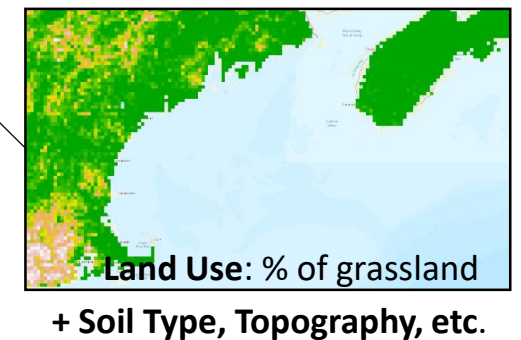 Land Use: % of grassland
+ Soil Type, Topography, etc.